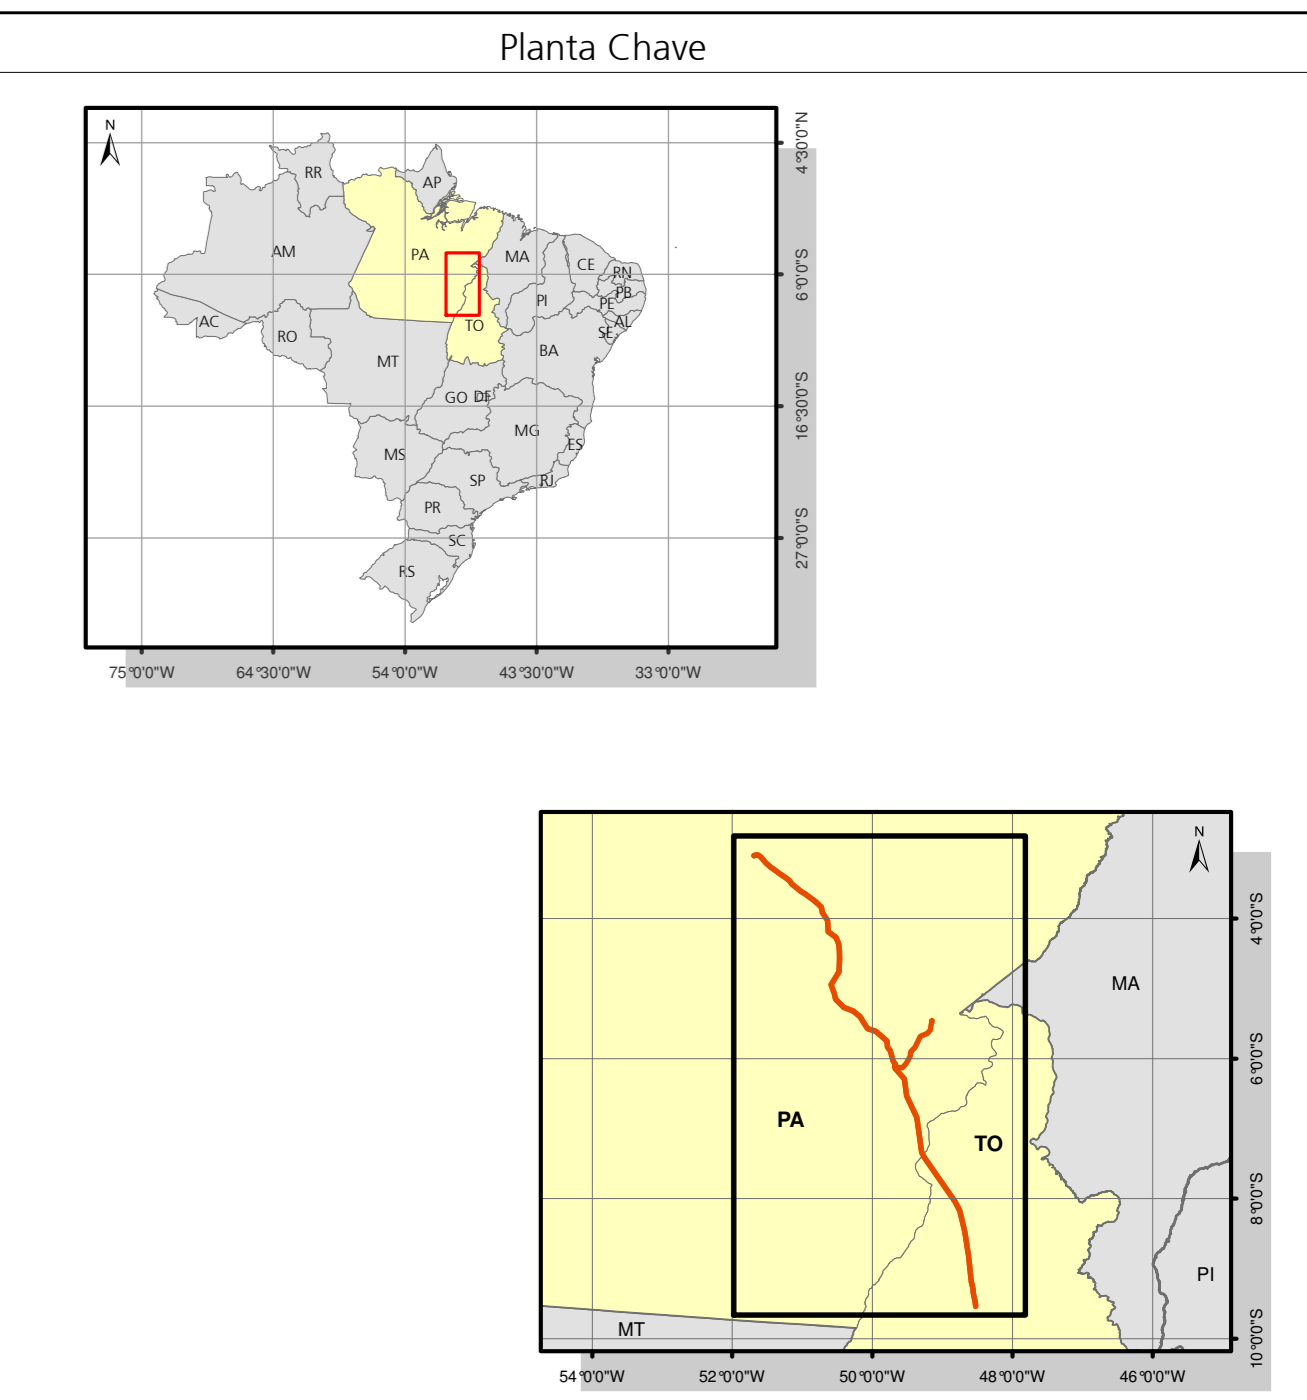 Planta Chave
N
RR
AP
AM
PA
MA
CE
RN
PB
PI
PE
AC
AL
TO
SE
RO
BA
MT
GO DF
MG
ES
MS
SP
RJ
PR
SC
RS
4°30'0"N
6°0'0"S
16°30'0"S
27°0'0"S
75°0'0"W 64°30'0"W 54°0'0"W 43°30'0"W 33°0'0"W
N
MA
PA
TO
PI
MT
4°0'0"S
6°0'0"S
8°0'0"S
10°0'0"S
54°0'0"W 52°0'0"W 50°0'0"W 48°0'0"W 46°0'0"W